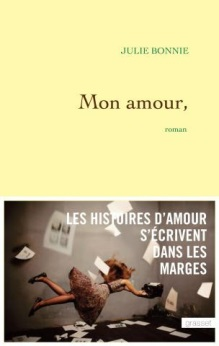 JULIE BONNIE
Mon amour,
roman
LES HISTOIRES D'AMOUR
S'ÉCRIVENT
DANS LES
MARGES
grasset